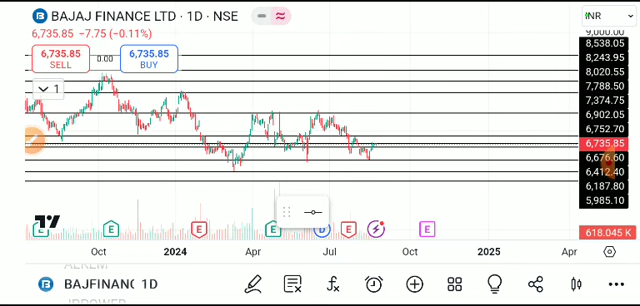 BAJAJ FINANCE LTD · 1D · NSE
INR
6,735.85 −7.75 (−0.11%)
9,000.00
8,538.05
6,735.85
SELL
0.00
6,735.85
BUY
8,243.95
8,020.55
1
7,788.50
7,374.75
6,902.05
6,752.70
6,735.85
6,676.60
6,412.40
6,187.80
5,985.10
E
E
E
E
D
E
E
618.045 K
Oct
2024
Apr
Jul
Oct
2025
Apr
BAJFINANC 1D